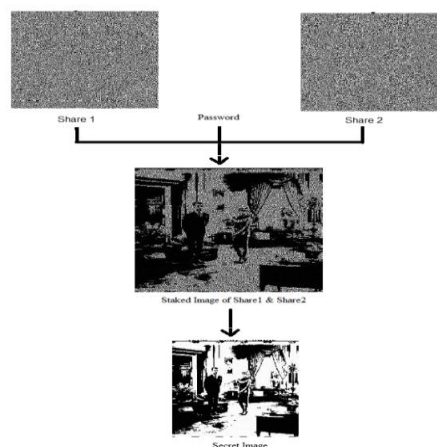 Share 1
Password
Share 2
Staked Image of Share1 & Share2
Secret Image